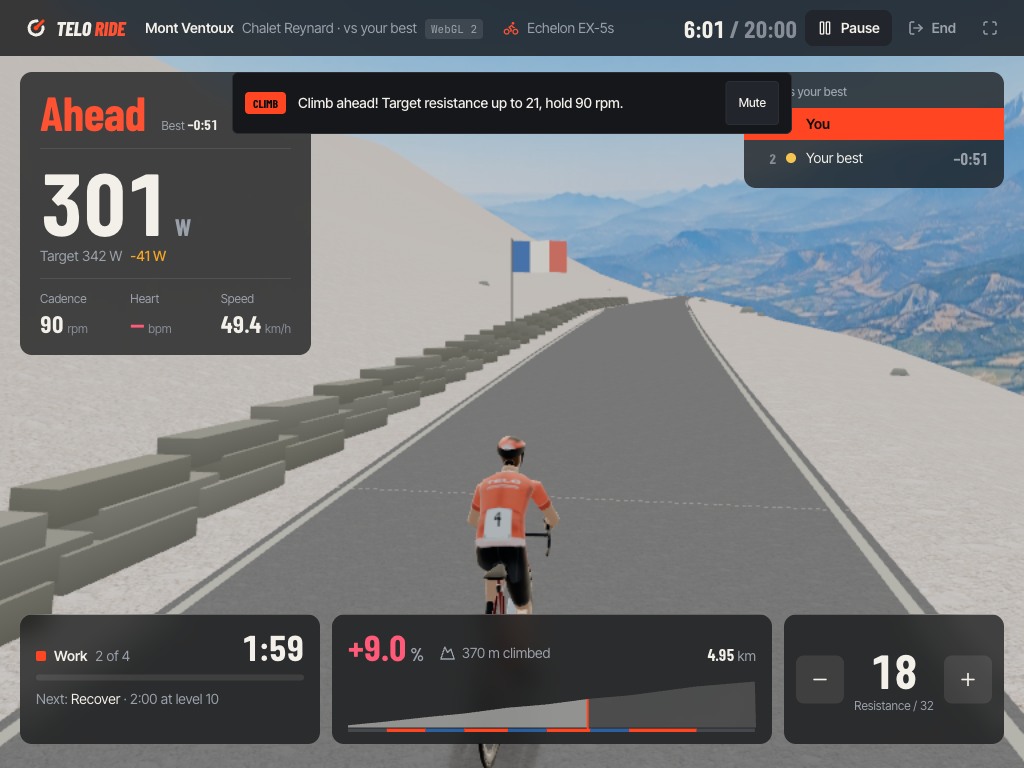 TELO RIDE Mont Ventoux Chalet Reynard · vs your best WebGL 2 Echelon EX-5s 6:01 / 20:00 Pause End
CLIMB Climb ahead! Target resistance up to 21, hold 90 rpm. Mute
Ahead Best -0:51
301 W
Target 342 W -41 W
Cadence Heart Speed
90 rpm – bpm 49.4 km/h
s your best
You
2 Your best -0:51
TELO
4
Work 2 of 4 1:59
Next: Recover · 2:00 at level 10
+9.0 % 370 m climbed 4.95 km
− 18 +
Resistance / 32